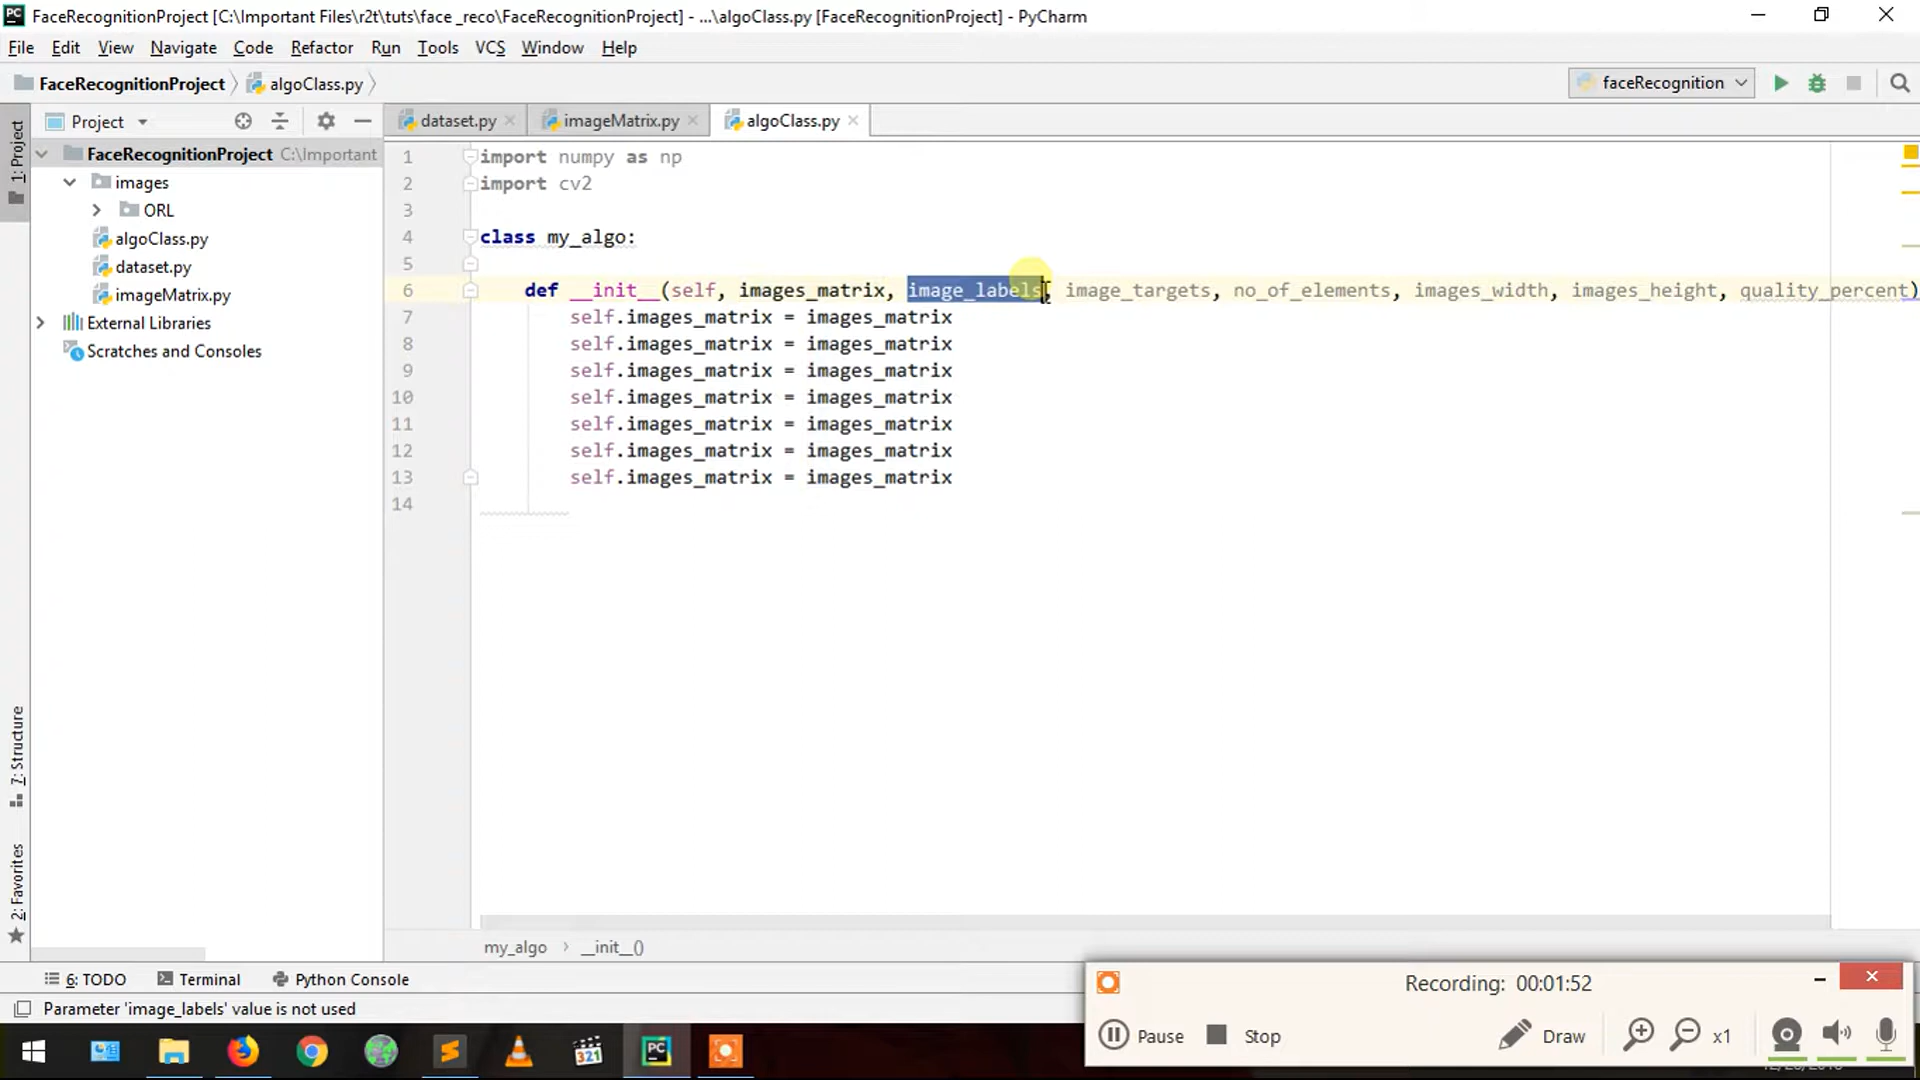 FaceRecognitionProject [C:\Important Files\r2t\tuts\face _reco\FaceRecognitionProject] - ...\algoClass.py [FaceRecognitionProject] - PyCharm
File Edit View Navigate Code Refactor Run Tools VCS Window Help
FaceRecognitionProject algoClass.py faceRecognition
Project dataset.py imageMatrix.py algoClass.py
FaceRecognitionProject C:\Important
images
ORL
algoClass.py
dataset.py
imageMatrix.py
External Libraries
Scratches and Consoles
1: Project
7: Structure
2: Favorites
1 import numpy as np
2 import cv2
3
4 class my_algo:
5
6 def __init__(self, images_matrix, image_labels, image_targets, no_of_elements, images_width, images_height, quality_percent)
7 self.images_matrix = images_matrix
8 self.images_matrix = images_matrix
9 self.images_matrix = images_matrix
10 self.images_matrix = images_matrix
11 self.images_matrix = images_matrix
12 self.images_matrix = images_matrix
13 self.images_matrix = images_matrix
14
my_algo __init__()
6: TODO Terminal Python Console
Parameter 'image_labels' value is not used
Recording: 00:01:52
Pause Stop Draw x1
321